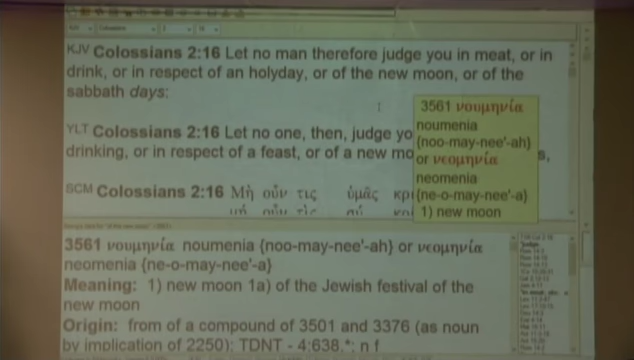 KJV Colossians 2:16 Let no man therefore judge you in meat, or in
drink, or in respect of an holyday, or of the new moon, or of the
sabbath days:
YLT Colossians 2:16 Let no one, then, judge yo
drinking, or in respect of a feast, or of a new mo s,
SCM Colossians 2:16 Μὴ οὖν τις ὑμᾶς κρι
3561 νουμηνία
noumenia
{noo-may-nee'-ah}
or νεομηνία
neomenia
{ne-o-may-nee'-a}
1) new moon
3561 νουμηνία noumenia {noo-may-nee'-ah} or νεομηνία
neomenia {ne-o-may-nee'-a}
Meaning: 1) new moon 1a) of the Jewish festival of the
new moon
Origin: from of a compound of 3501 and 3376 (as noun
by implication of 2250); TDNT - 4:638,*; n f